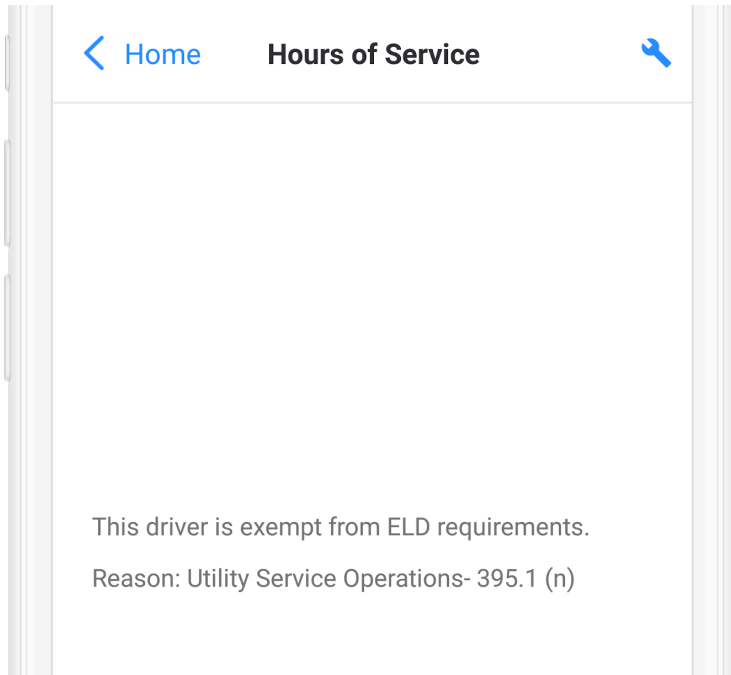 Home Hours of Service
This driver is exempt from ELD requirements.
Reason: Utility Service Operations- 395.1 (n)